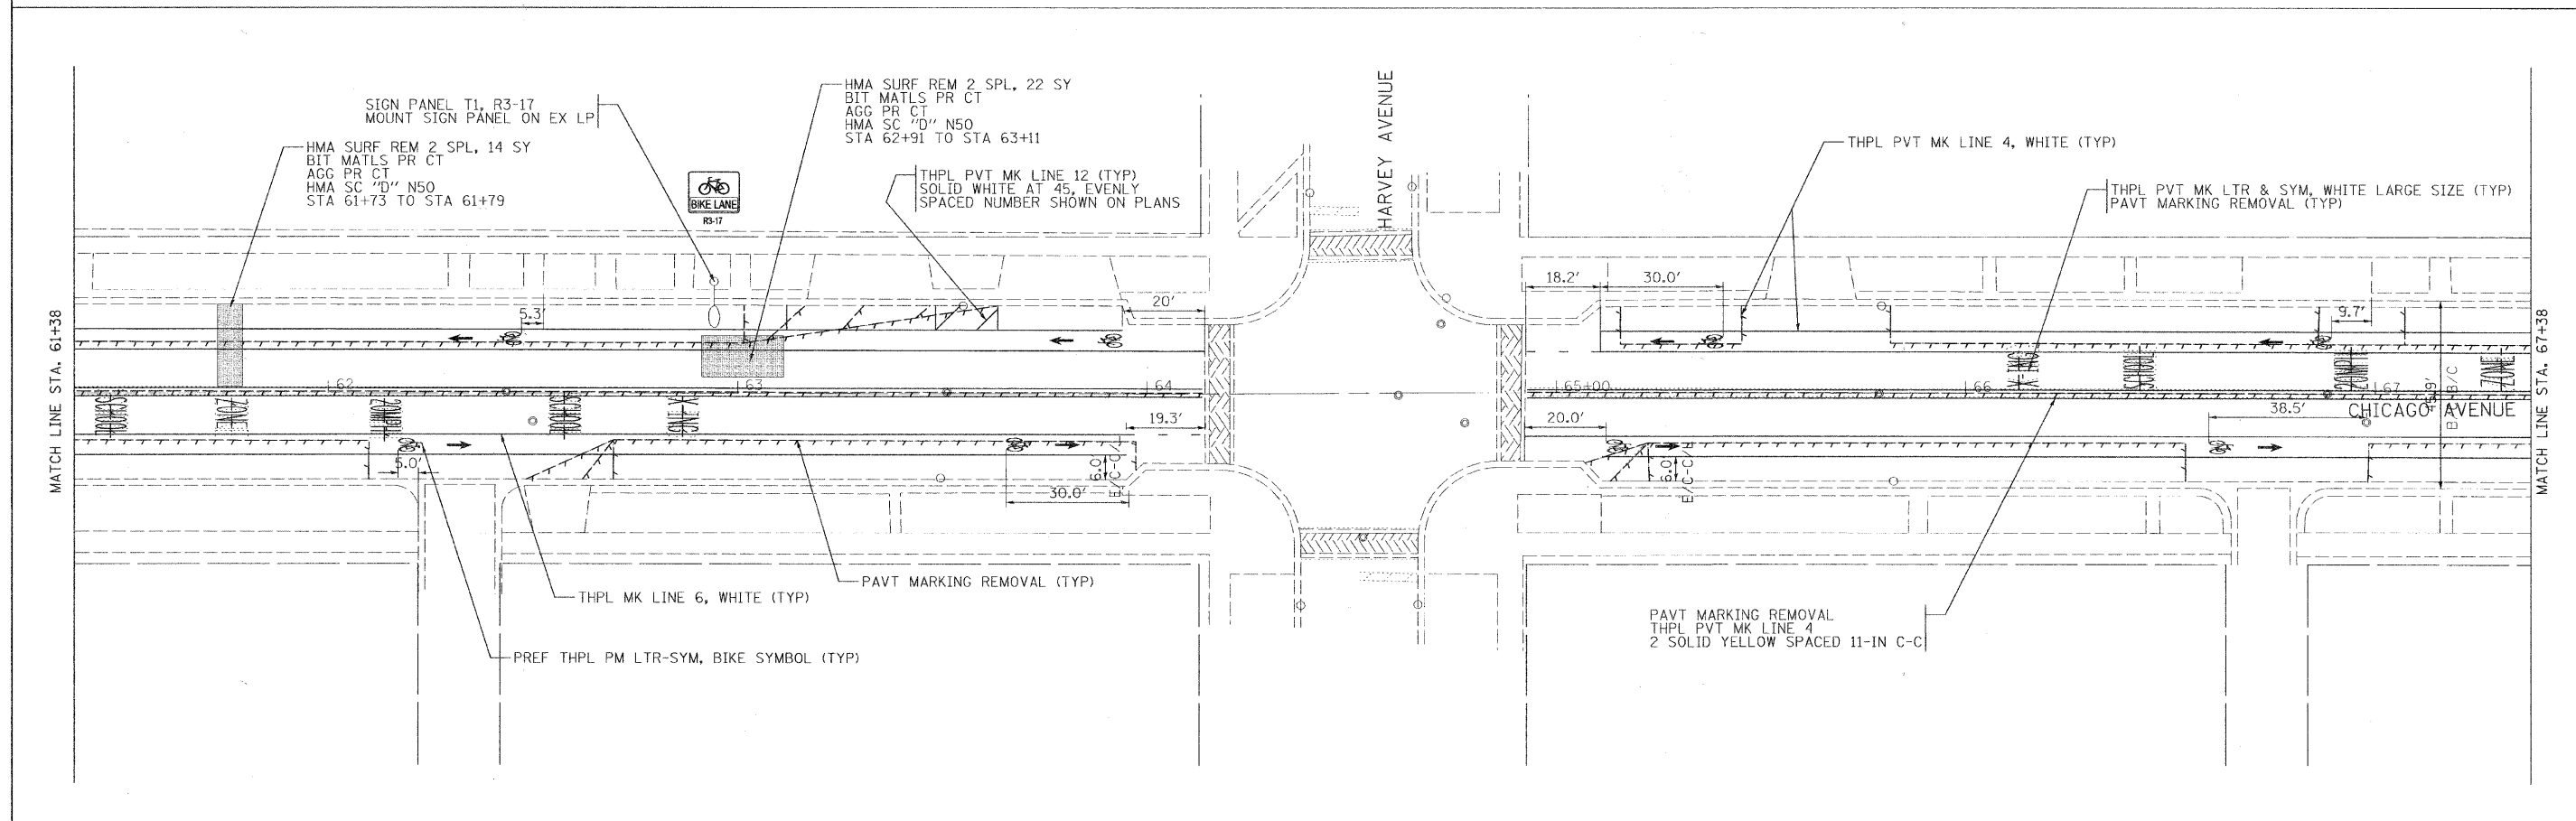 HARVEY AVENUE
SIGN PANEL T1, R3-17
MOUNT SIGN PANEL ON EX LP
HMA SURF REM 2 SPL, 22 SY
BIT MATLS PR CT
AGG PR CT
HMA SC "D" N50
STA 62+91 TO STA 63+11
HMA SURF REM 2 SPL, 14 SY
BIT MATLS PR CT
AGG PR CT
HMA SC "D" N50
STA 61+73 TO STA 61+79
BIKE LANE
R3-17
THPL PVT MK LINE 12 (TYP)
SOLID WHITE AT 45, EVENLY
SPACED NUMBER SHOWN ON PLANS
THPL PVT MK LINE 4, WHITE (TYP)
THPL PVT MK LTR & SYM, WHITE LARGE SIZE (TYP)
PAVT MARKING REMOVAL (TYP)
MATCH LINE STA. 61+38
5.3'
20'
18.2'
30.0'
9.7'
MATCH LINE STA. 67+38
62
63
64
65+00
66
67
19.3'
20.0'
38.5'
CHICAGO AVENUE
B/C
5.0'
6.0'
30.0'
6.0'
PAVT MARKING REMOVAL (TYP)
THPL MK LINE 6, WHITE (TYP)
PREF THPL PM LTR-SYM, BIKE SYMBOL (TYP)
PAVT MARKING REMOVAL
THPL PVT MK LINE 4
2 SOLID YELLOW SPACED 11-IN C-C